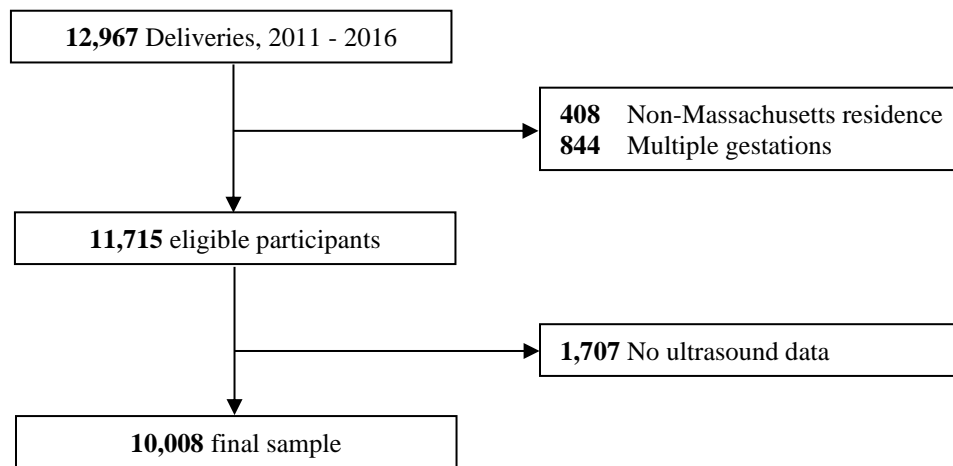 12,967 Deliveries, 2011 - 2016
408 Non-Massachusetts residence
844 Multiple gestations
11,715 eligible participants
1,707 No ultrasound data
10,008 final sample